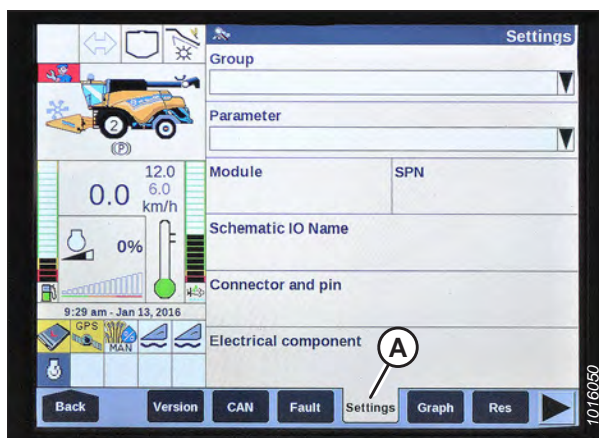 Settings
Group
Parameter
2
(P)
12.0
0.0 6.0
km/h
Module SPN
0%
Schematic IO Name
Connector and pin
9:29 am - Jan 13, 2016
GPS
MAN
Electrical component
A
Back Version CAN Fault Settings Graph Res
1016050